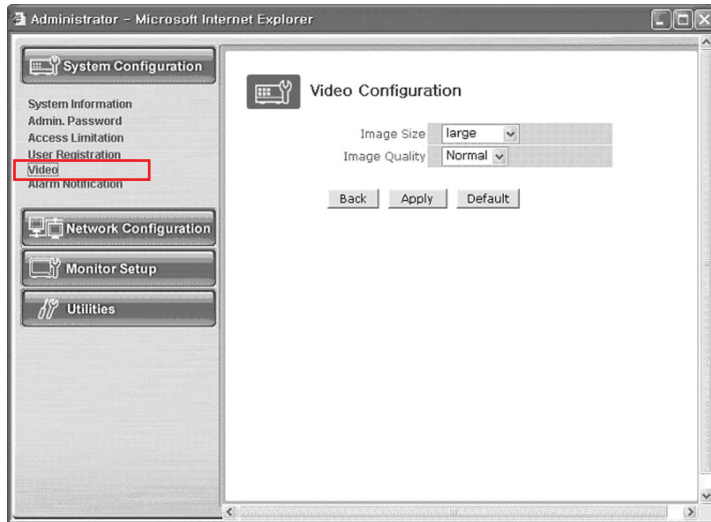 Administrator - Microsoft Internet Explorer
System Configuration
System Information
Admin. Password
Access Limitation
User Registration
Video
Alarm Notification
Network Configuration
Monitor Setup
Utilities
Video Configuration
Image Size large
Image Quality Normal
Back Apply Default